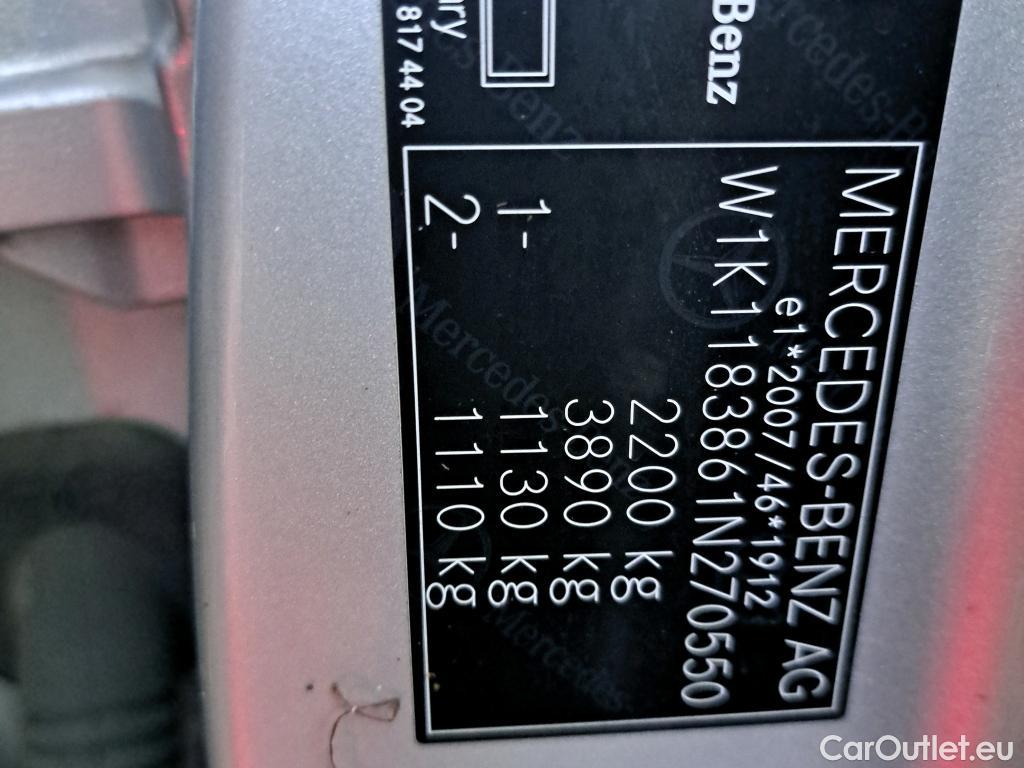 Benz
ury
817 44 04
MERCEDES-BENZ AG
e1*2007/46*1912
W1K1183861N270550
2200 kg
3890 kg
1- 1130 kg
2- 1110 kg
CarOutlet.eu